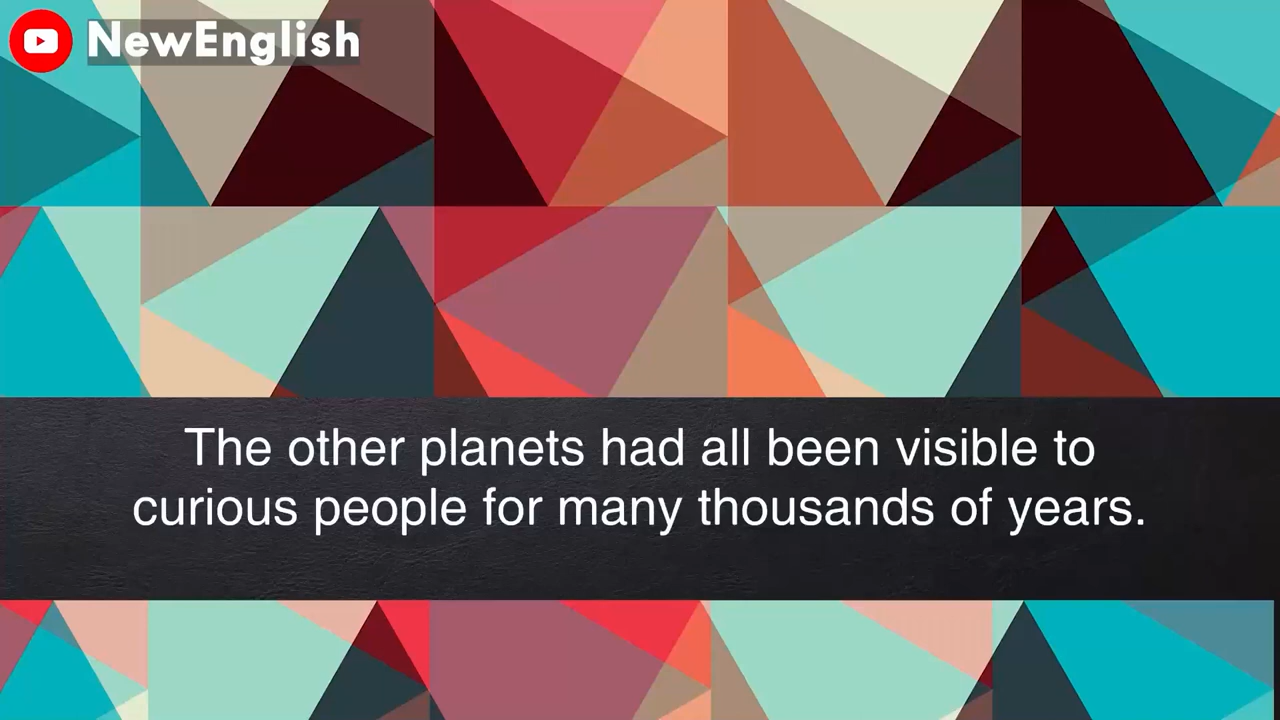 NewEnglish
The other planets had all been visible to
curious people for many thousands of years.